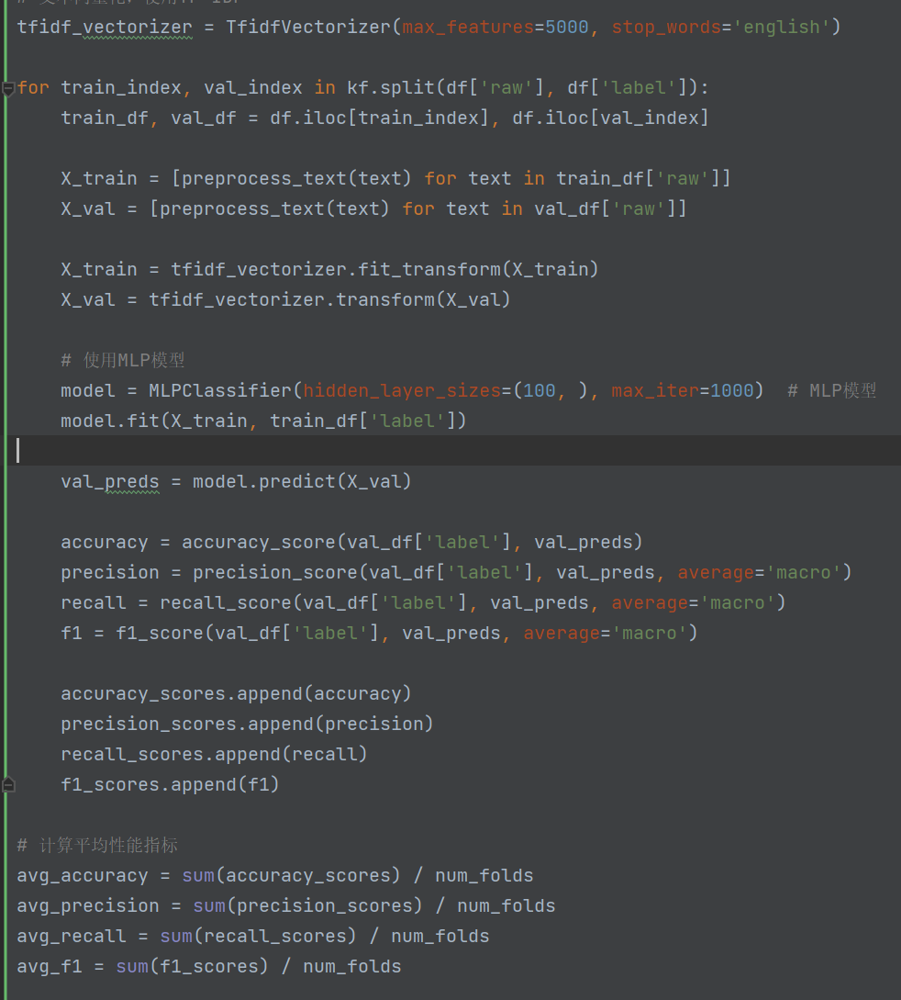 tfidf_vectorizer = TfidfVectorizer(max_features=5000, stop_words='english')
for train_index, val_index in kf.split(df['raw'], df['label']):
    train_df, val_df = df.iloc[train_index], df.iloc[val_index]
    X_train = [preprocess_text(text) for text in train_df['raw']]
    X_val = [preprocess_text(text) for text in val_df['raw']]
    X_train = tfidf_vectorizer.fit_transform(X_train)
    X_val = tfidf_vectorizer.transform(X_val)
    # 使用MLP模型
    model = MLPClassifier(hidden_layer_sizes=(100, ), max_iter=1000)  # MLP模型
    model.fit(X_train, train_df['label'])
    val_preds = model.predict(X_val)
    accuracy = accuracy_score(val_df['label'], val_preds)
    precision = precision_score(val_df['label'], val_preds, average='macro')
    recall = recall_score(val_df['label'], val_preds, average='macro')
    f1 = f1_score(val_df['label'], val_preds, average='macro')
    accuracy_scores.append(accuracy)
    precision_scores.append(precision)
    recall_scores.append(recall)
    f1_scores.append(f1)
# 计算平均性能指标
avg_accuracy = sum(accuracy_scores) / num_folds
avg_precision = sum(precision_scores) / num_folds
avg_recall = sum(recall_scores) / num_folds
avg_f1 = sum(f1_scores) / num_folds